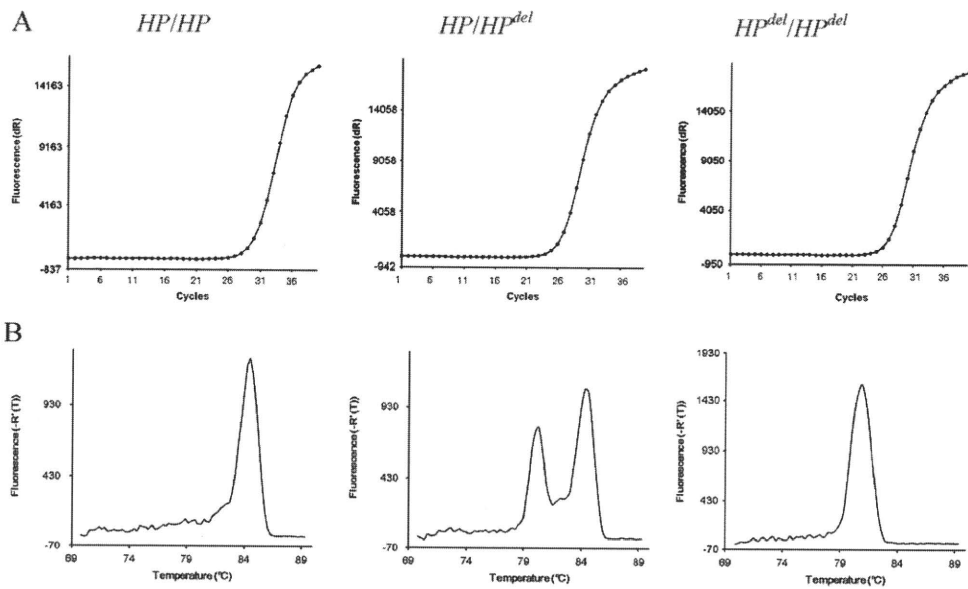 A
HP/HP
HP/HPdel
HPdel/HPdel
Fluorescence (dR)
14163
9163
4163
-837
1 6 11 16 21 26 31 36
Cycles
Fluorescence (dR)
14058
9058
4058
-942
1 6 11 16 21 26 31 36
Cycles
Fluorescence (dR)
14050
9050
4050
-950
1 6 11 16 21 26 31 36
Cycles
B
Fluorescence (-R'(T))
930
430
-70
69 74 79 84 89
Temperature (°C)
Fluorescence (-R'(T))
930
430
-70
69 74 79 84 89
Temperature (°C)
Fluorescence (-R'(T))
1930
1430
930
430
-70
69 74 79 84 89
Temperature (°C)